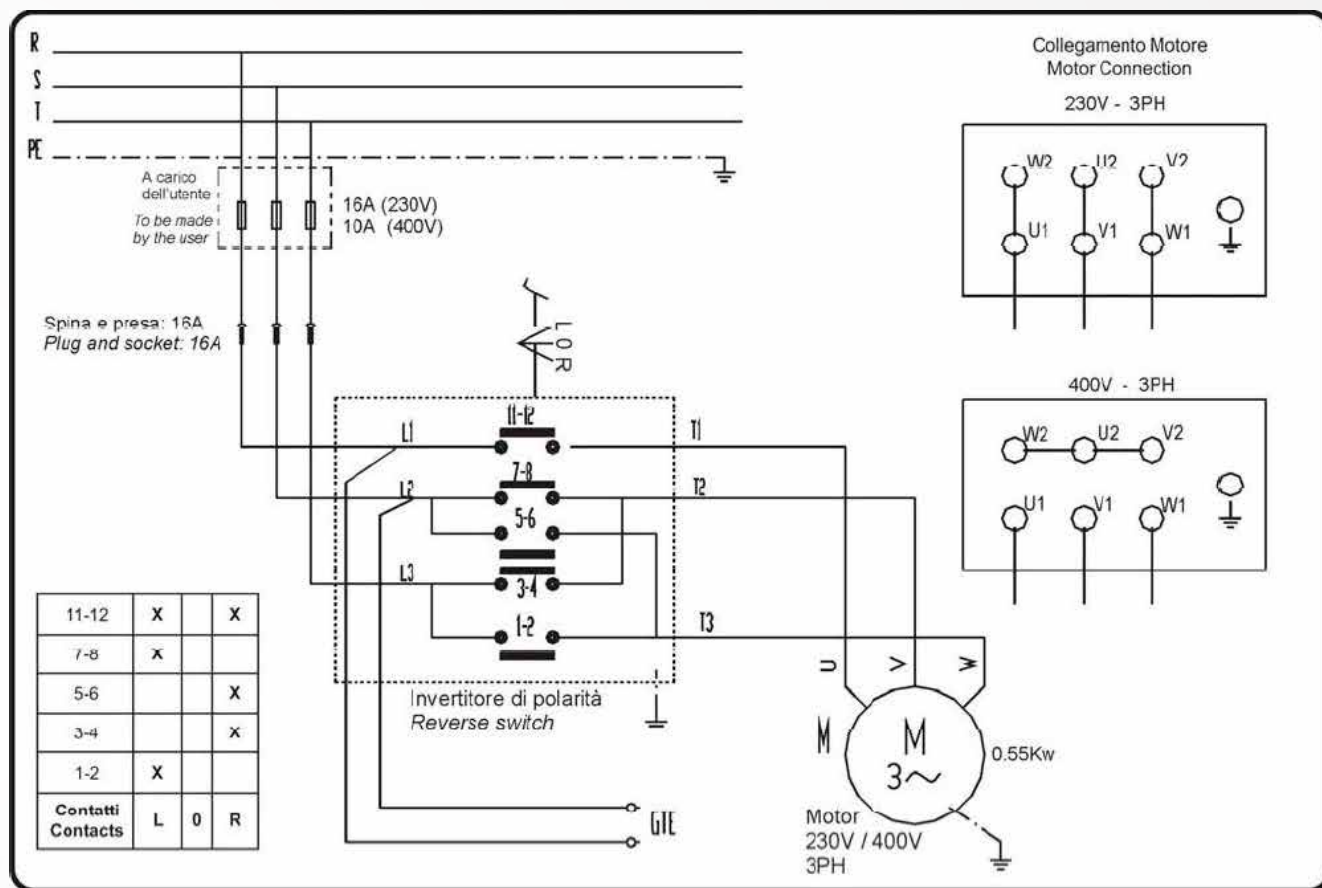 R
S
T
PE
A carico
dell'utente
To be made
by the user
16A (230V)
10A (400V)
Spina e presa: 16A
Plug and socket: 16A
L 0 R
11-12
L1
T1
7-8
L2
T2
5-6
L3
3-4
1-2
T3
Invertitore di polarità
Reverse switch
U
V
W
M
M
3~
0.55Kw
Motor
230V / 400V
3PH
GTE
11-12 X X
7-8 X
5-6 X
3-4 X
1-2 X
Contatti
Contacts L 0 R
Collegamento Motore
Motor Connection
230V - 3PH
W2 U2 V2
U1 V1 W1
400V - 3PH
W2 U2 V2
U1 V1 W1